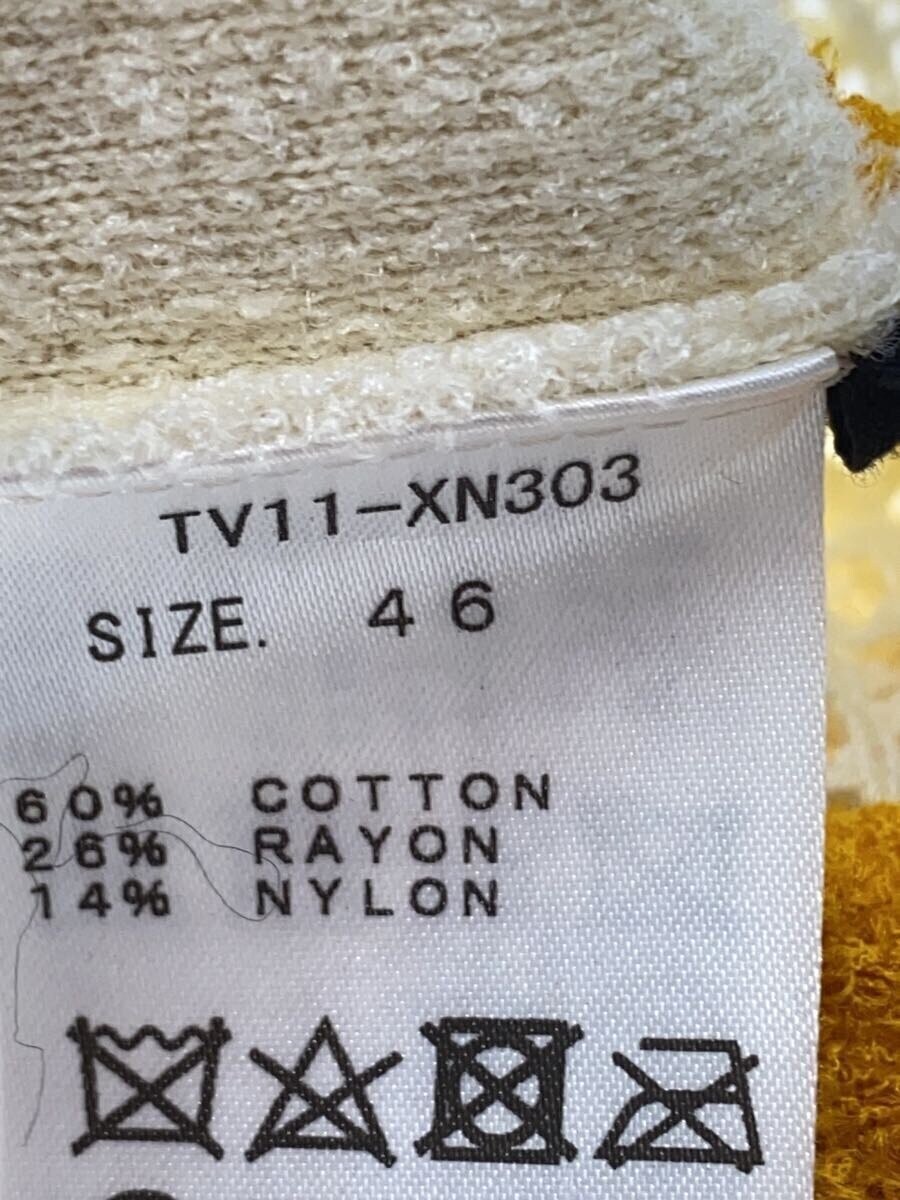 TV11-XN303
SIZE. 46
60% COTTON
26% RAYON
14% NYLON